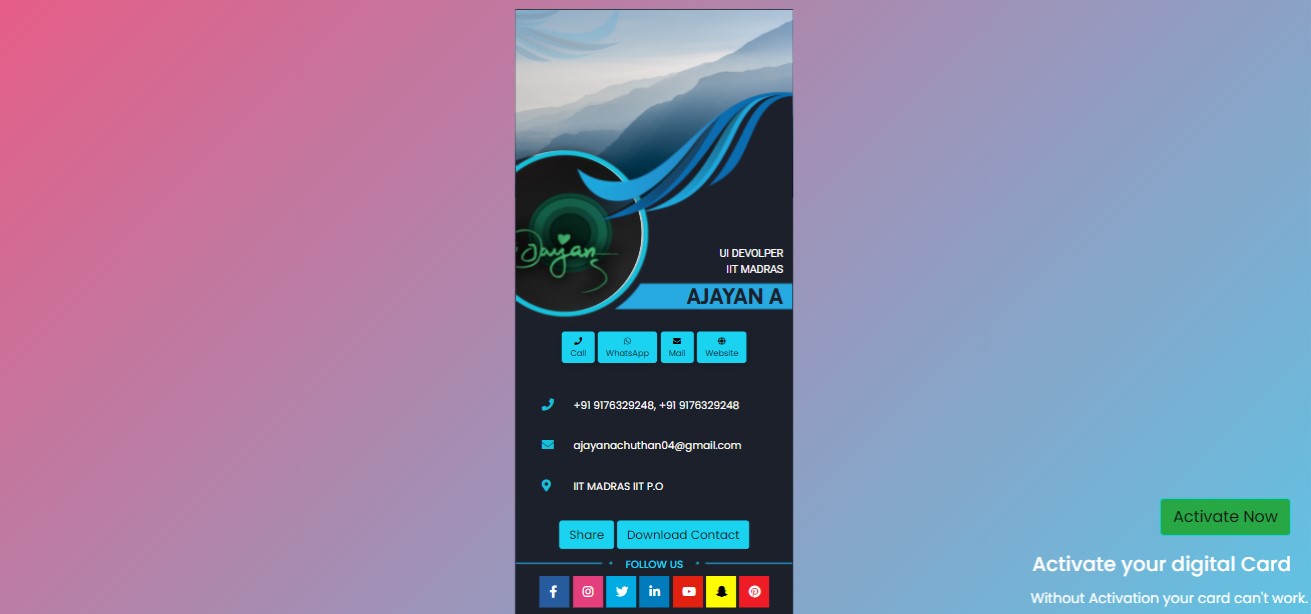 Ajayan
UI DEVOLPER
IIT MADRAS
AJAYAN A
Call
WhatsApp
Mail
Website
+91 9176329248, +91 9176329248
ajayanachuthan04@gmail.com
IIT MADRAS IIT P.O
Share
Download Contact
FOLLOW US
Activate Now
Activate your digital Card
Without Activation your card can't work.